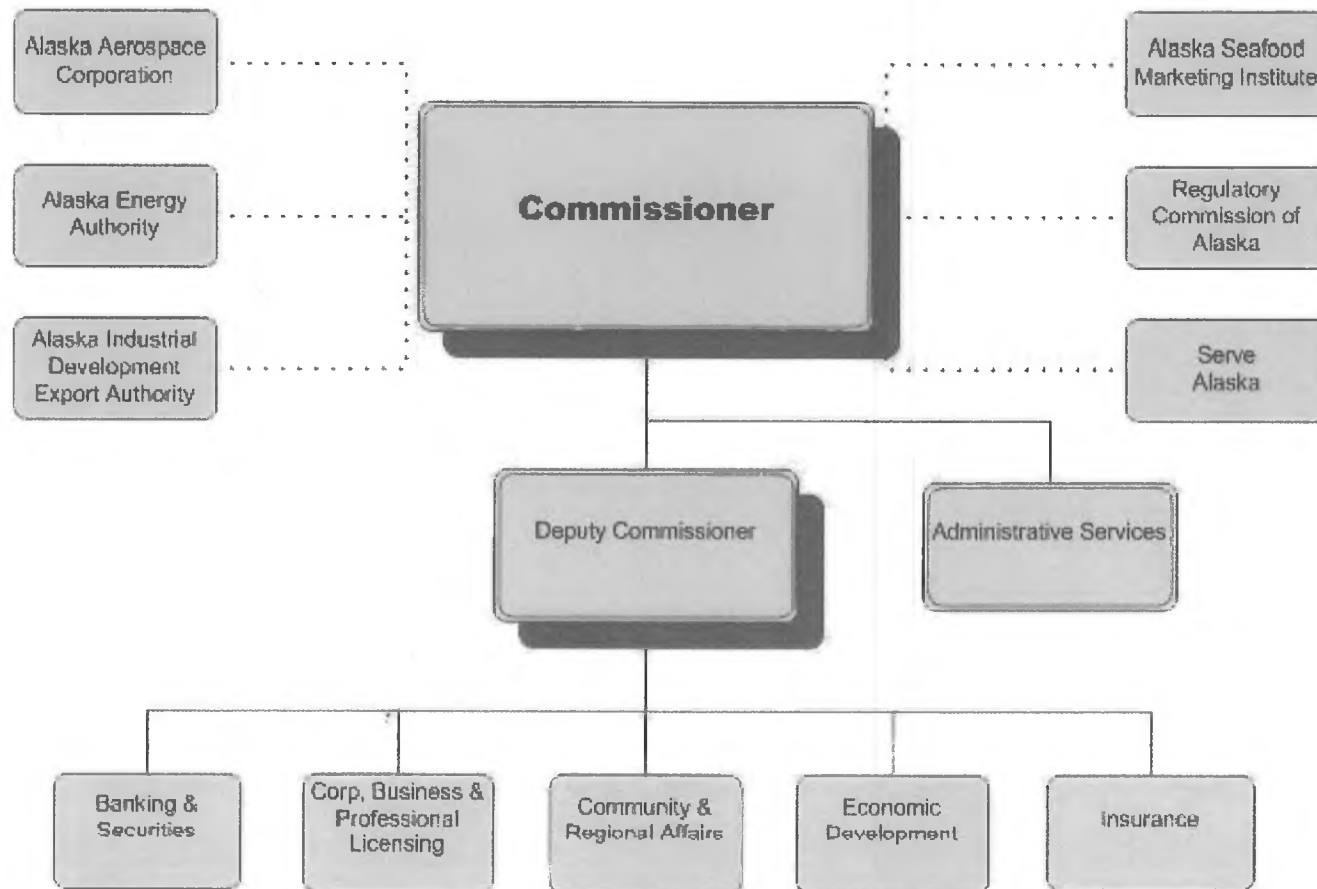 Alaska Aerospace
Corporation
Alaska Seafood
Marketing Institute
Commissioner
Alaska Energy
Authority
Regulatory
Commission of
Alaska
Alaska Industrial
Development
Export Authority
Serve
Alaska
Deputy Commissioner
Administrative Services
Banking &
Securities
Corp, Business &
Professional
Licensing
Community &
Regional Affairs
Economic
Development
Insurance